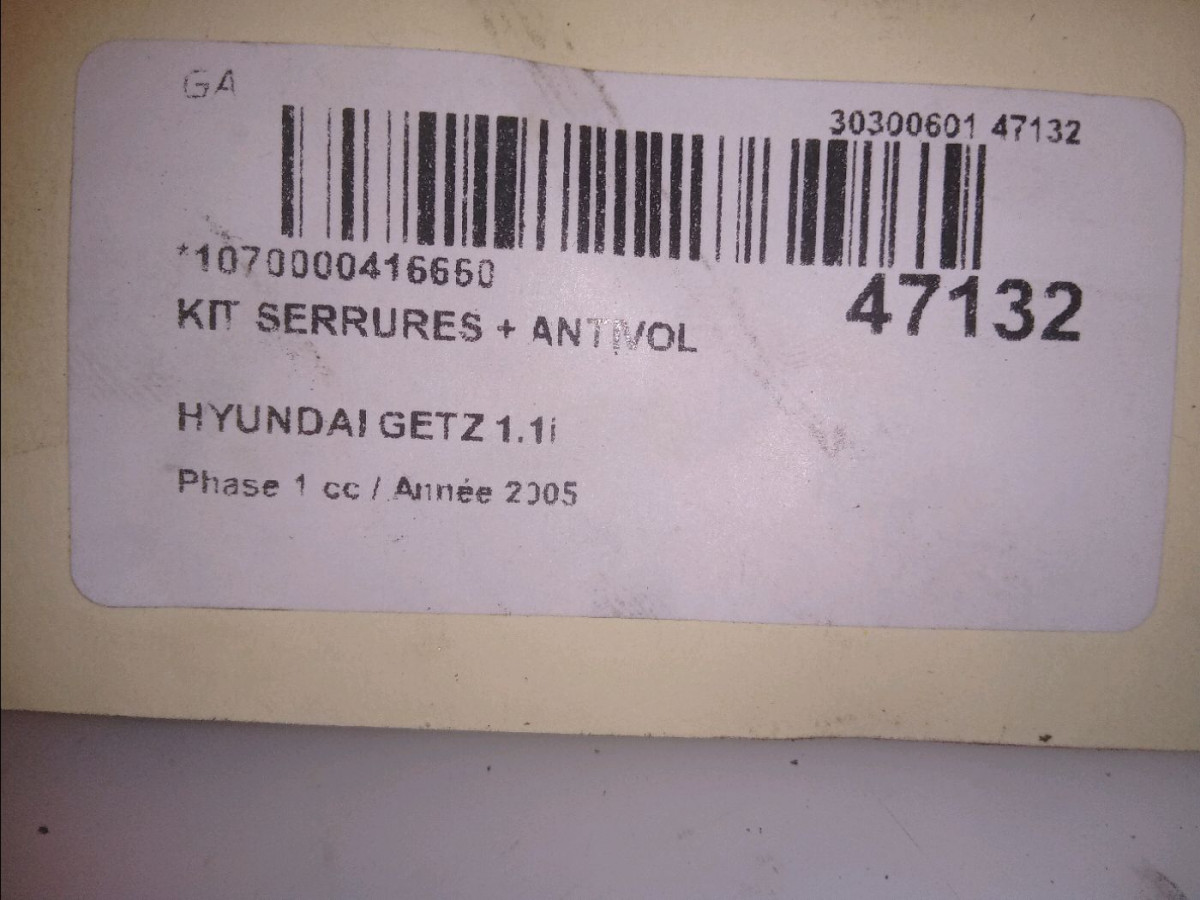 GA
30300601 47132
*1070000416660
47132
KIT SERRURES + ANTIVOL
HYUNDAI GETZ 1.1i
Phase 1 cc / Année 2005